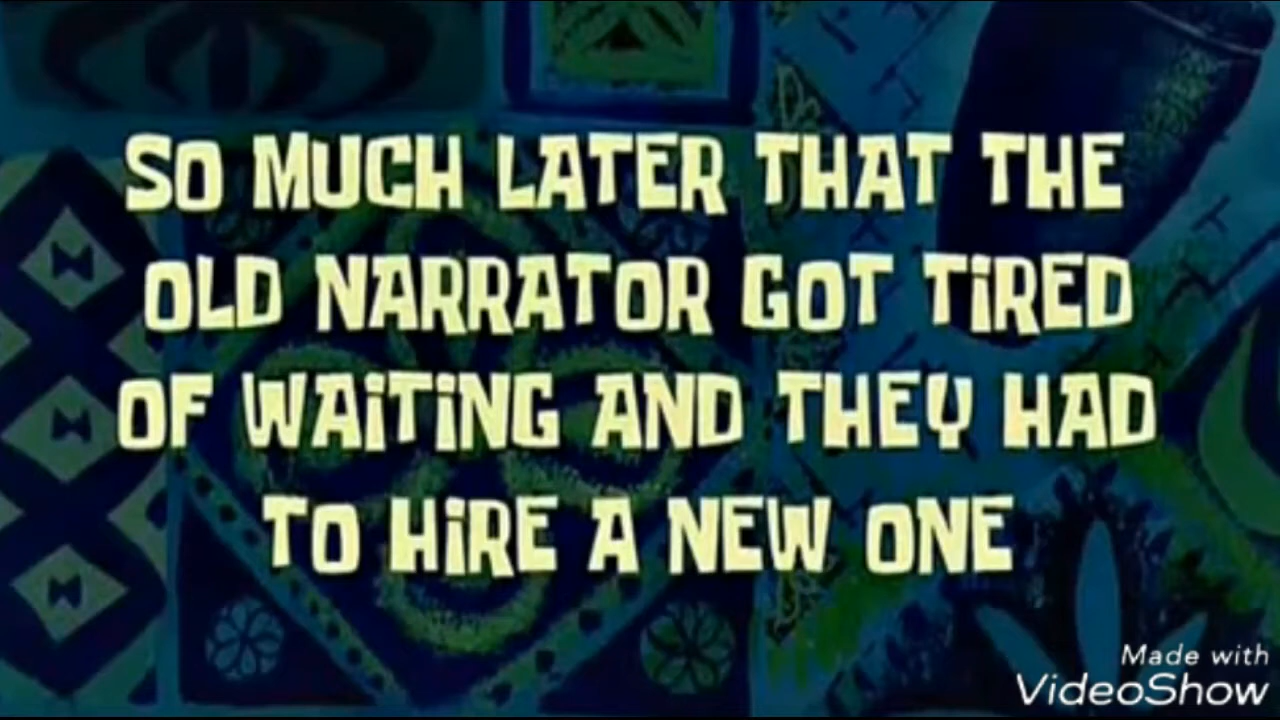 SO MUCH LATER THAT THE
OLD NARRATOR GOT TIRED
OF WAITING AND THEY HAD
TO HIRE A NEW ONE
Made with
VideoShow